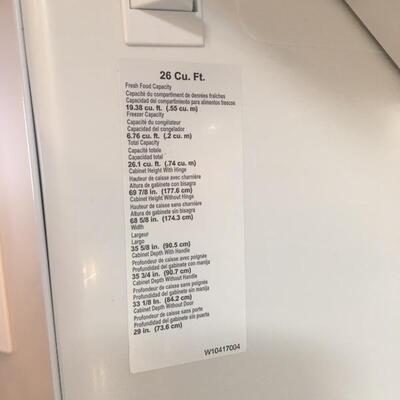 26 Cu. Ft.
Fresh Food Capacity
Capacité du compartiment de denrées fraîches
Capacidad del compartimiento para alimentos frescos
19.38 cu. ft. (.55 cu. m)
Freezer Capacity
Capacité du congélateur
Capacidad del congelador
6.76 cu. ft. (.2 cu. m)
Total Capacity
Capacité totale
Capacidad total
26.1 cu. ft. (.74 cu. m)
Cabinet Height With Hinge
Hauteur de caisse avec charnière
Altura de gabinete con bisagra
69 7/8 in. (177.6 cm)
Cabinet Height Without Hinge
Hauteur de caisse sans charnière
Altura de gabinete sin bisagra
68 5/8 in. (174.3 cm)
Width
Largeur
Largo
35 5/8 in. (90.5 cm)
Cabinet Depth With Handle
Profondeur de caisse avec poignée
Profundidad del gabinete con manija
35 3/4 in. (90.7 cm)
Cabinet Depth Without Handle
Profondeur de caisse sans poignée
Profundidad del gabinete sin manija
33 1/8 in. (84.2 cm)
Cabinet Depth Without Door
Profondeur de caisse sans porte
Profundidad del gabinete sin puerta
29 in. (73.6 cm)
W10417004